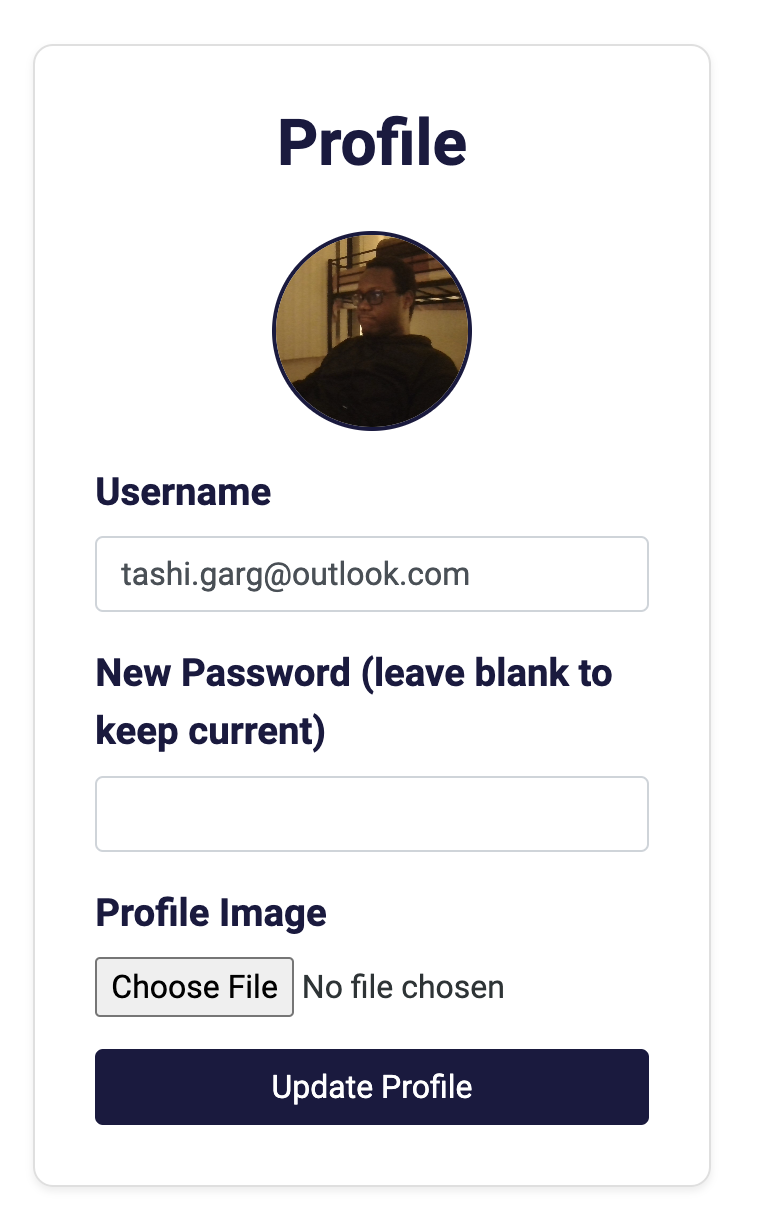 Profile
Username
tashi.garg@outlook.com
New Password (leave blank to
keep current)
Profile Image
Choose File No file chosen
Update Profile